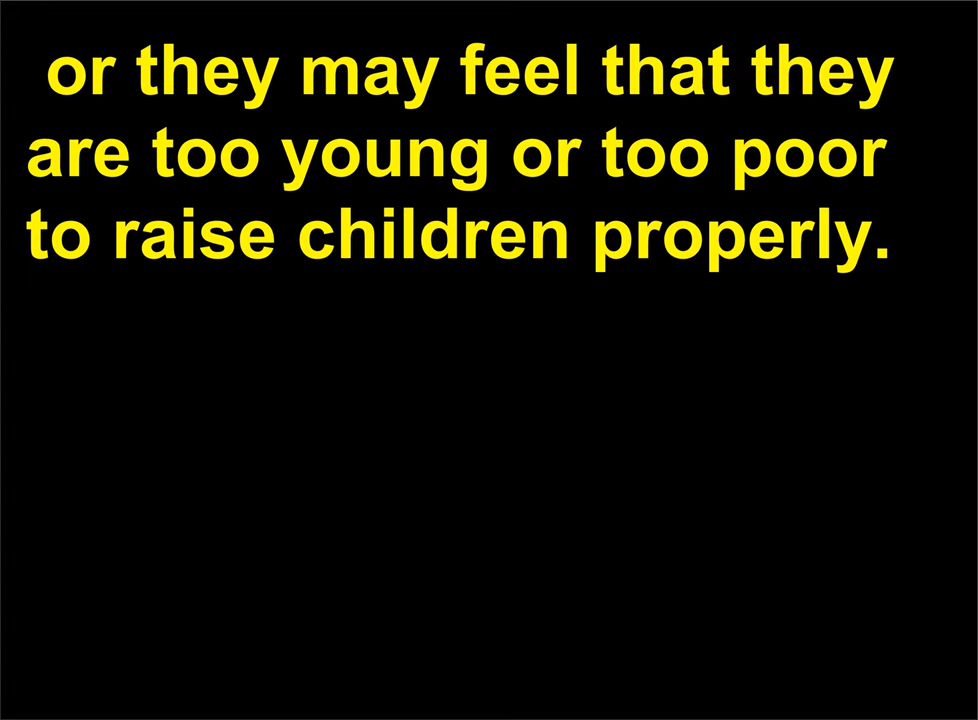 or they may feel that they
are too young or too poor
to raise children properly.